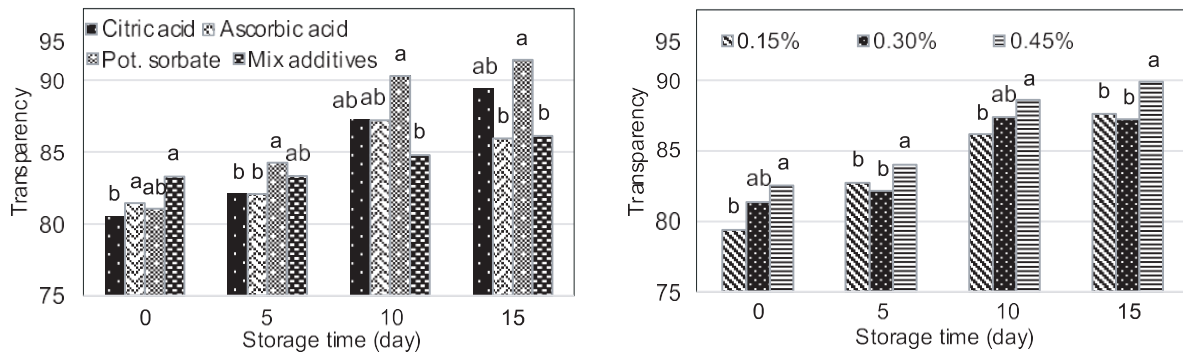 Citric acid Ascorbic acid
Pot. sorbate Mix additives
95
90
85
80
75
Transparency
b a ab a
b b a ab
ab ab a b
ab b a b
0 5 10 15
Storage time (day)
0.15% 0.30% 0.45%
95
90
85
80
75
Transparency
b ab a
b b a
b ab a
b b a
0 5 10 15
Storage time (day)